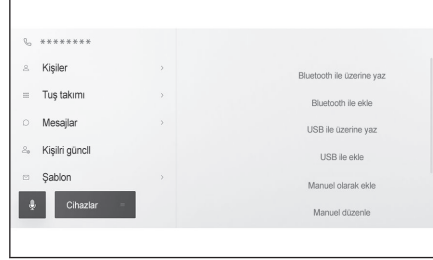 ********
Kişiler
Tuş takımı
Mesajlar
Kişilri güncll
Şablon
Cihazlar
Bluetooth ile üzerine yaz
Bluetooth ile ekle
USB ile üzerine yaz
USB ile ekle
Manuel olarak ekle
Manuel düzenle